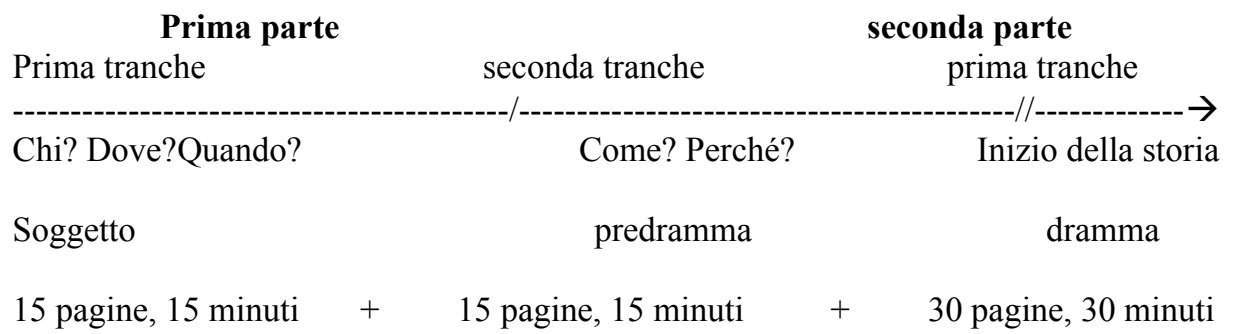 Prima parte seconda parte
Prima tranche seconda tranche prima tranche
-------------------------------------------/-------------------------------------------//-------------→
Chi? Dove?Quando? Come? Perché? Inizio della storia
Soggetto predramma dramma
15 pagine, 15 minuti + 15 pagine, 15 minuti + 30 pagine, 30 minuti